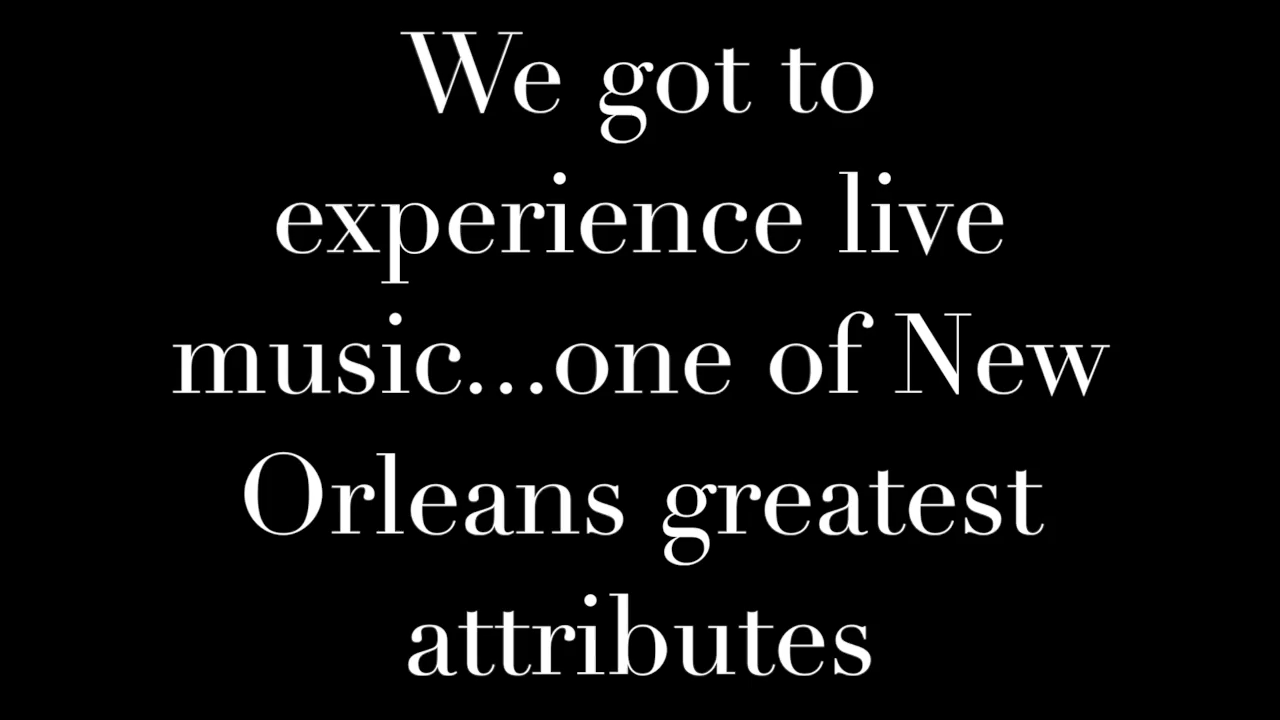 We got to
experience live
music...one of New
Orleans greatest
attributes